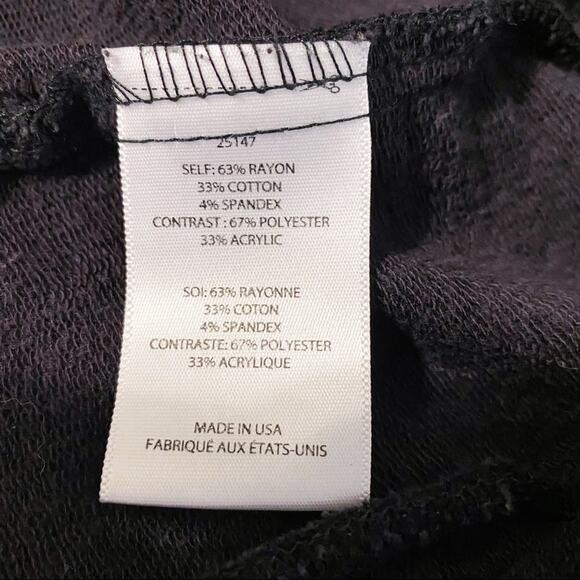 25147
SELF: 63% RAYON
33% COTTON
4% SPANDEX
CONTRAST : 67% POLYESTER
33% ACRYLIC
SOI: 63% RAYONNE
33% COTON
4% SPANDEX
CONTRASTE: 67% POLYESTER
33% ACRYLIQUE
MADE IN USA
FABRIQUÉ AUX ÉTATS-UNIS